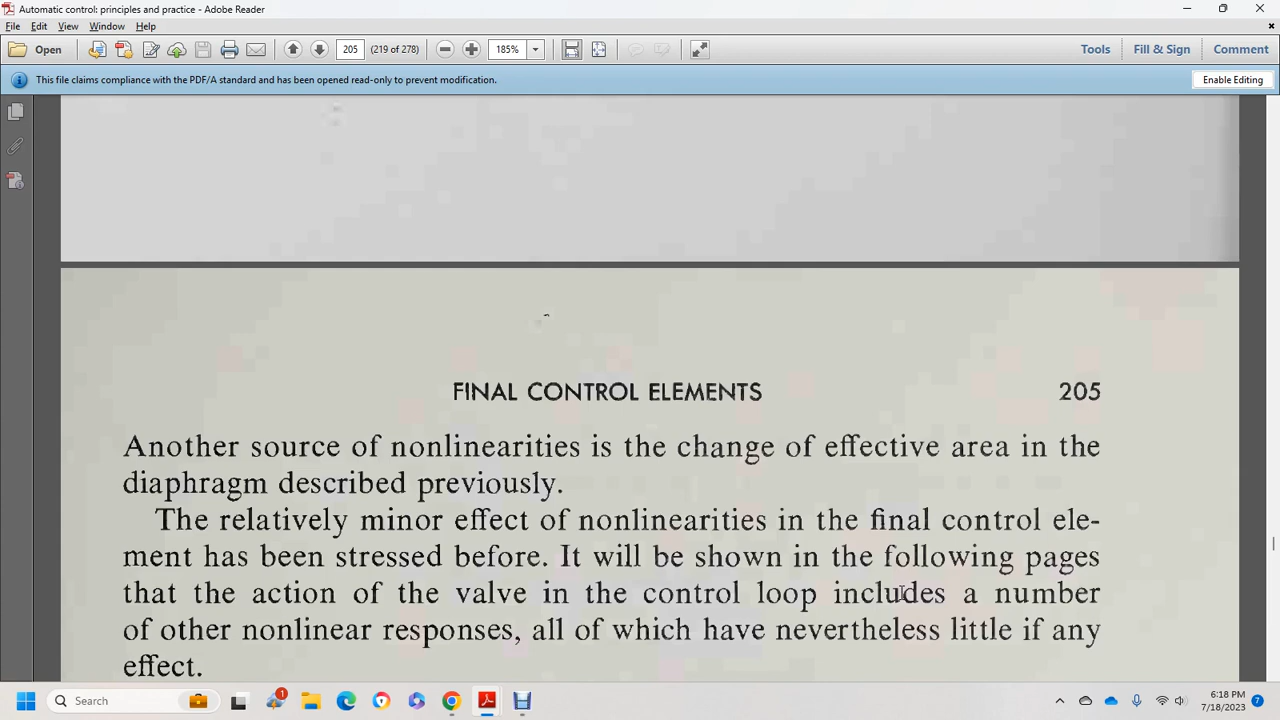 Automatic control: principles and practice - Adobe Reader
File Edit View Window Help
Open 205 (219 of 278) 185% Tools Fill & Sign Comment
This file claims compliance with the PDF/A standard and has been opened read-only to prevent modification. Enable Editing
FINAL CONTROL ELEMENTS 205
Another source of nonlinearities is the change of effective area in the
diaphragm described previously.
The relatively minor effect of nonlinearities in the final control ele-
ment has been stressed before. It will be shown in the following pages
that the action of the valve in the control loop includes a number
of other nonlinear responses, all of which have nevertheless little if any
effect.
Search 1 6:18 PM
7/18/2023 7